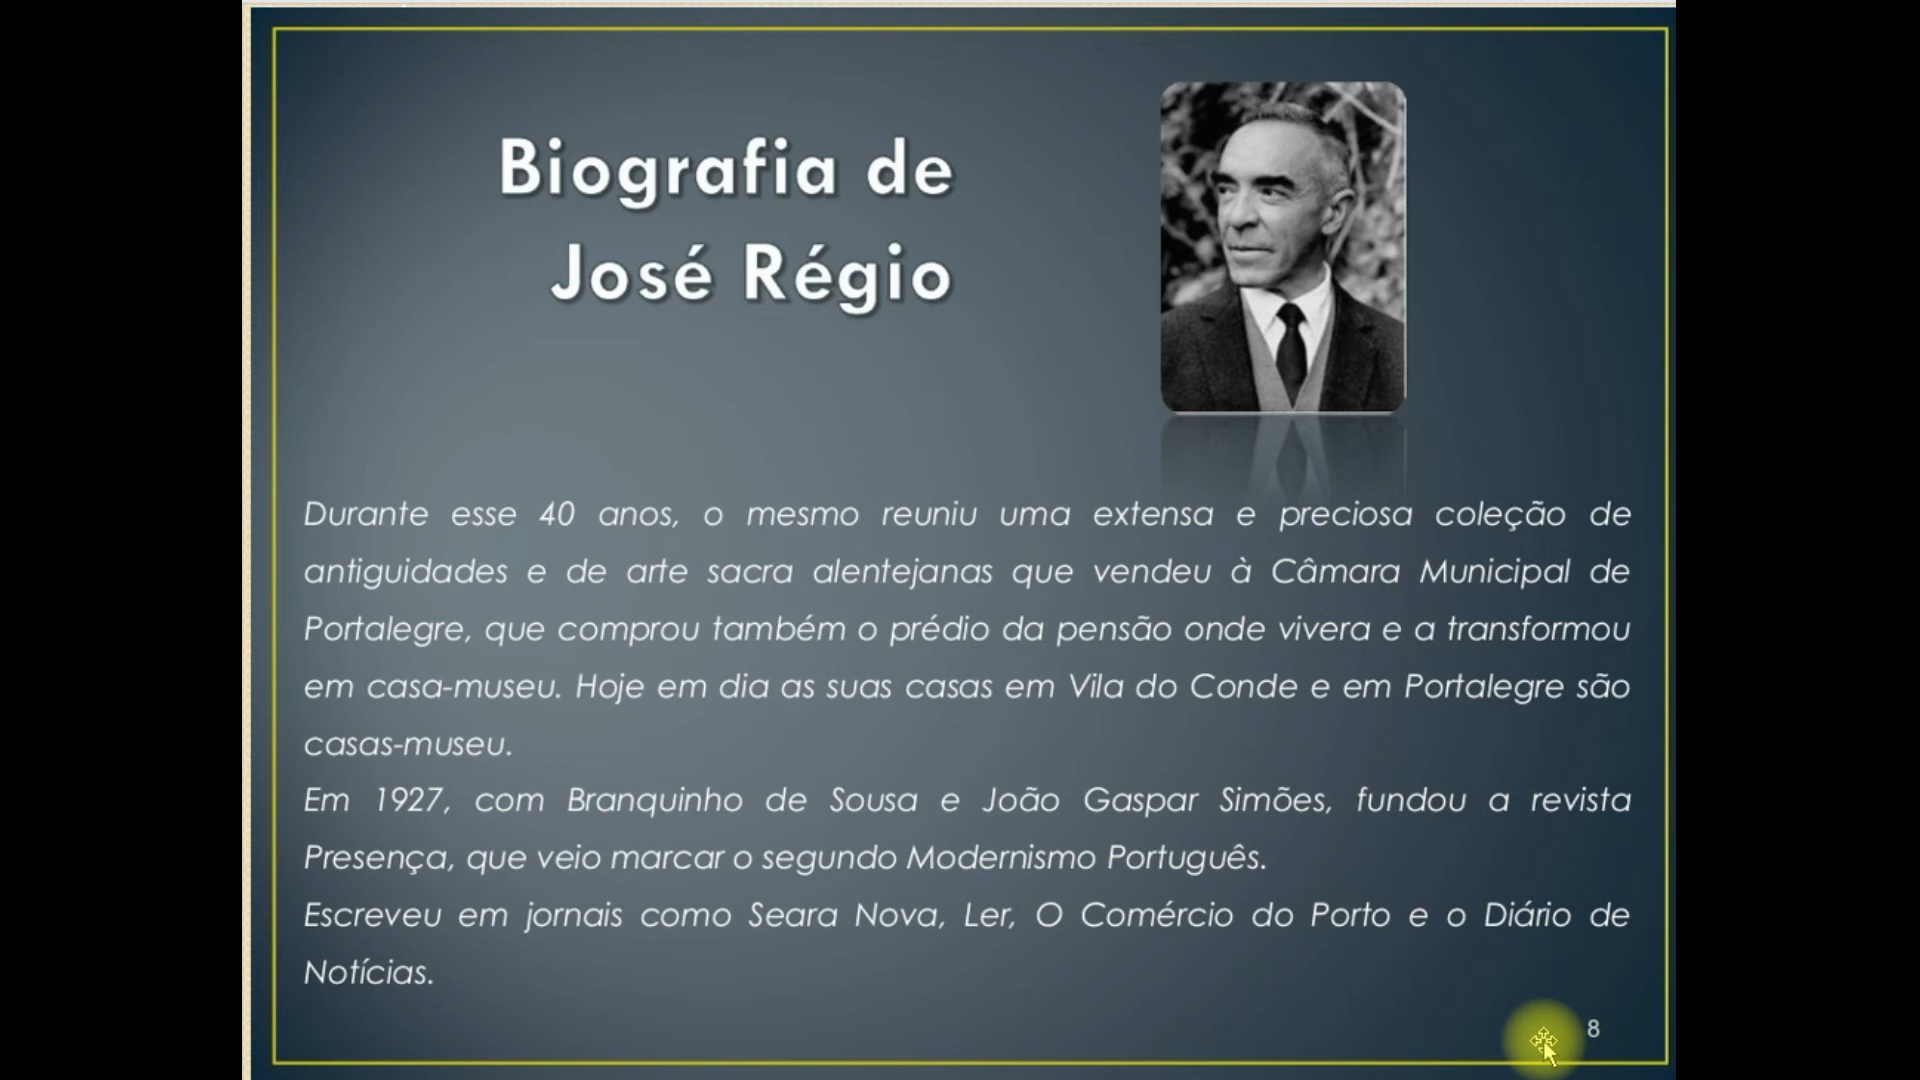 Biografia de
José Régio
Durante esse 40 anos, o mesmo reuniu uma extensa e preciosa coleção de
antiguidades e de arte sacra alentejanas que vendeu à Câmara Municipal de
Portalegre, que comprou também o prédio da pensão onde vivera e a transformou
em casa-museu. Hoje em dia as suas casas em Vila do Conde e em Portalegre são
casas-museu.
Em 1927, com Branquinho de Sousa e João Gaspar Simões, fundou a revista
Presença, que veio marcar o segundo Modernismo Português.
Escreveu em jornais como Seara Nova, Ler, O Comércio do Porto e o Diário de
Notícias.
8